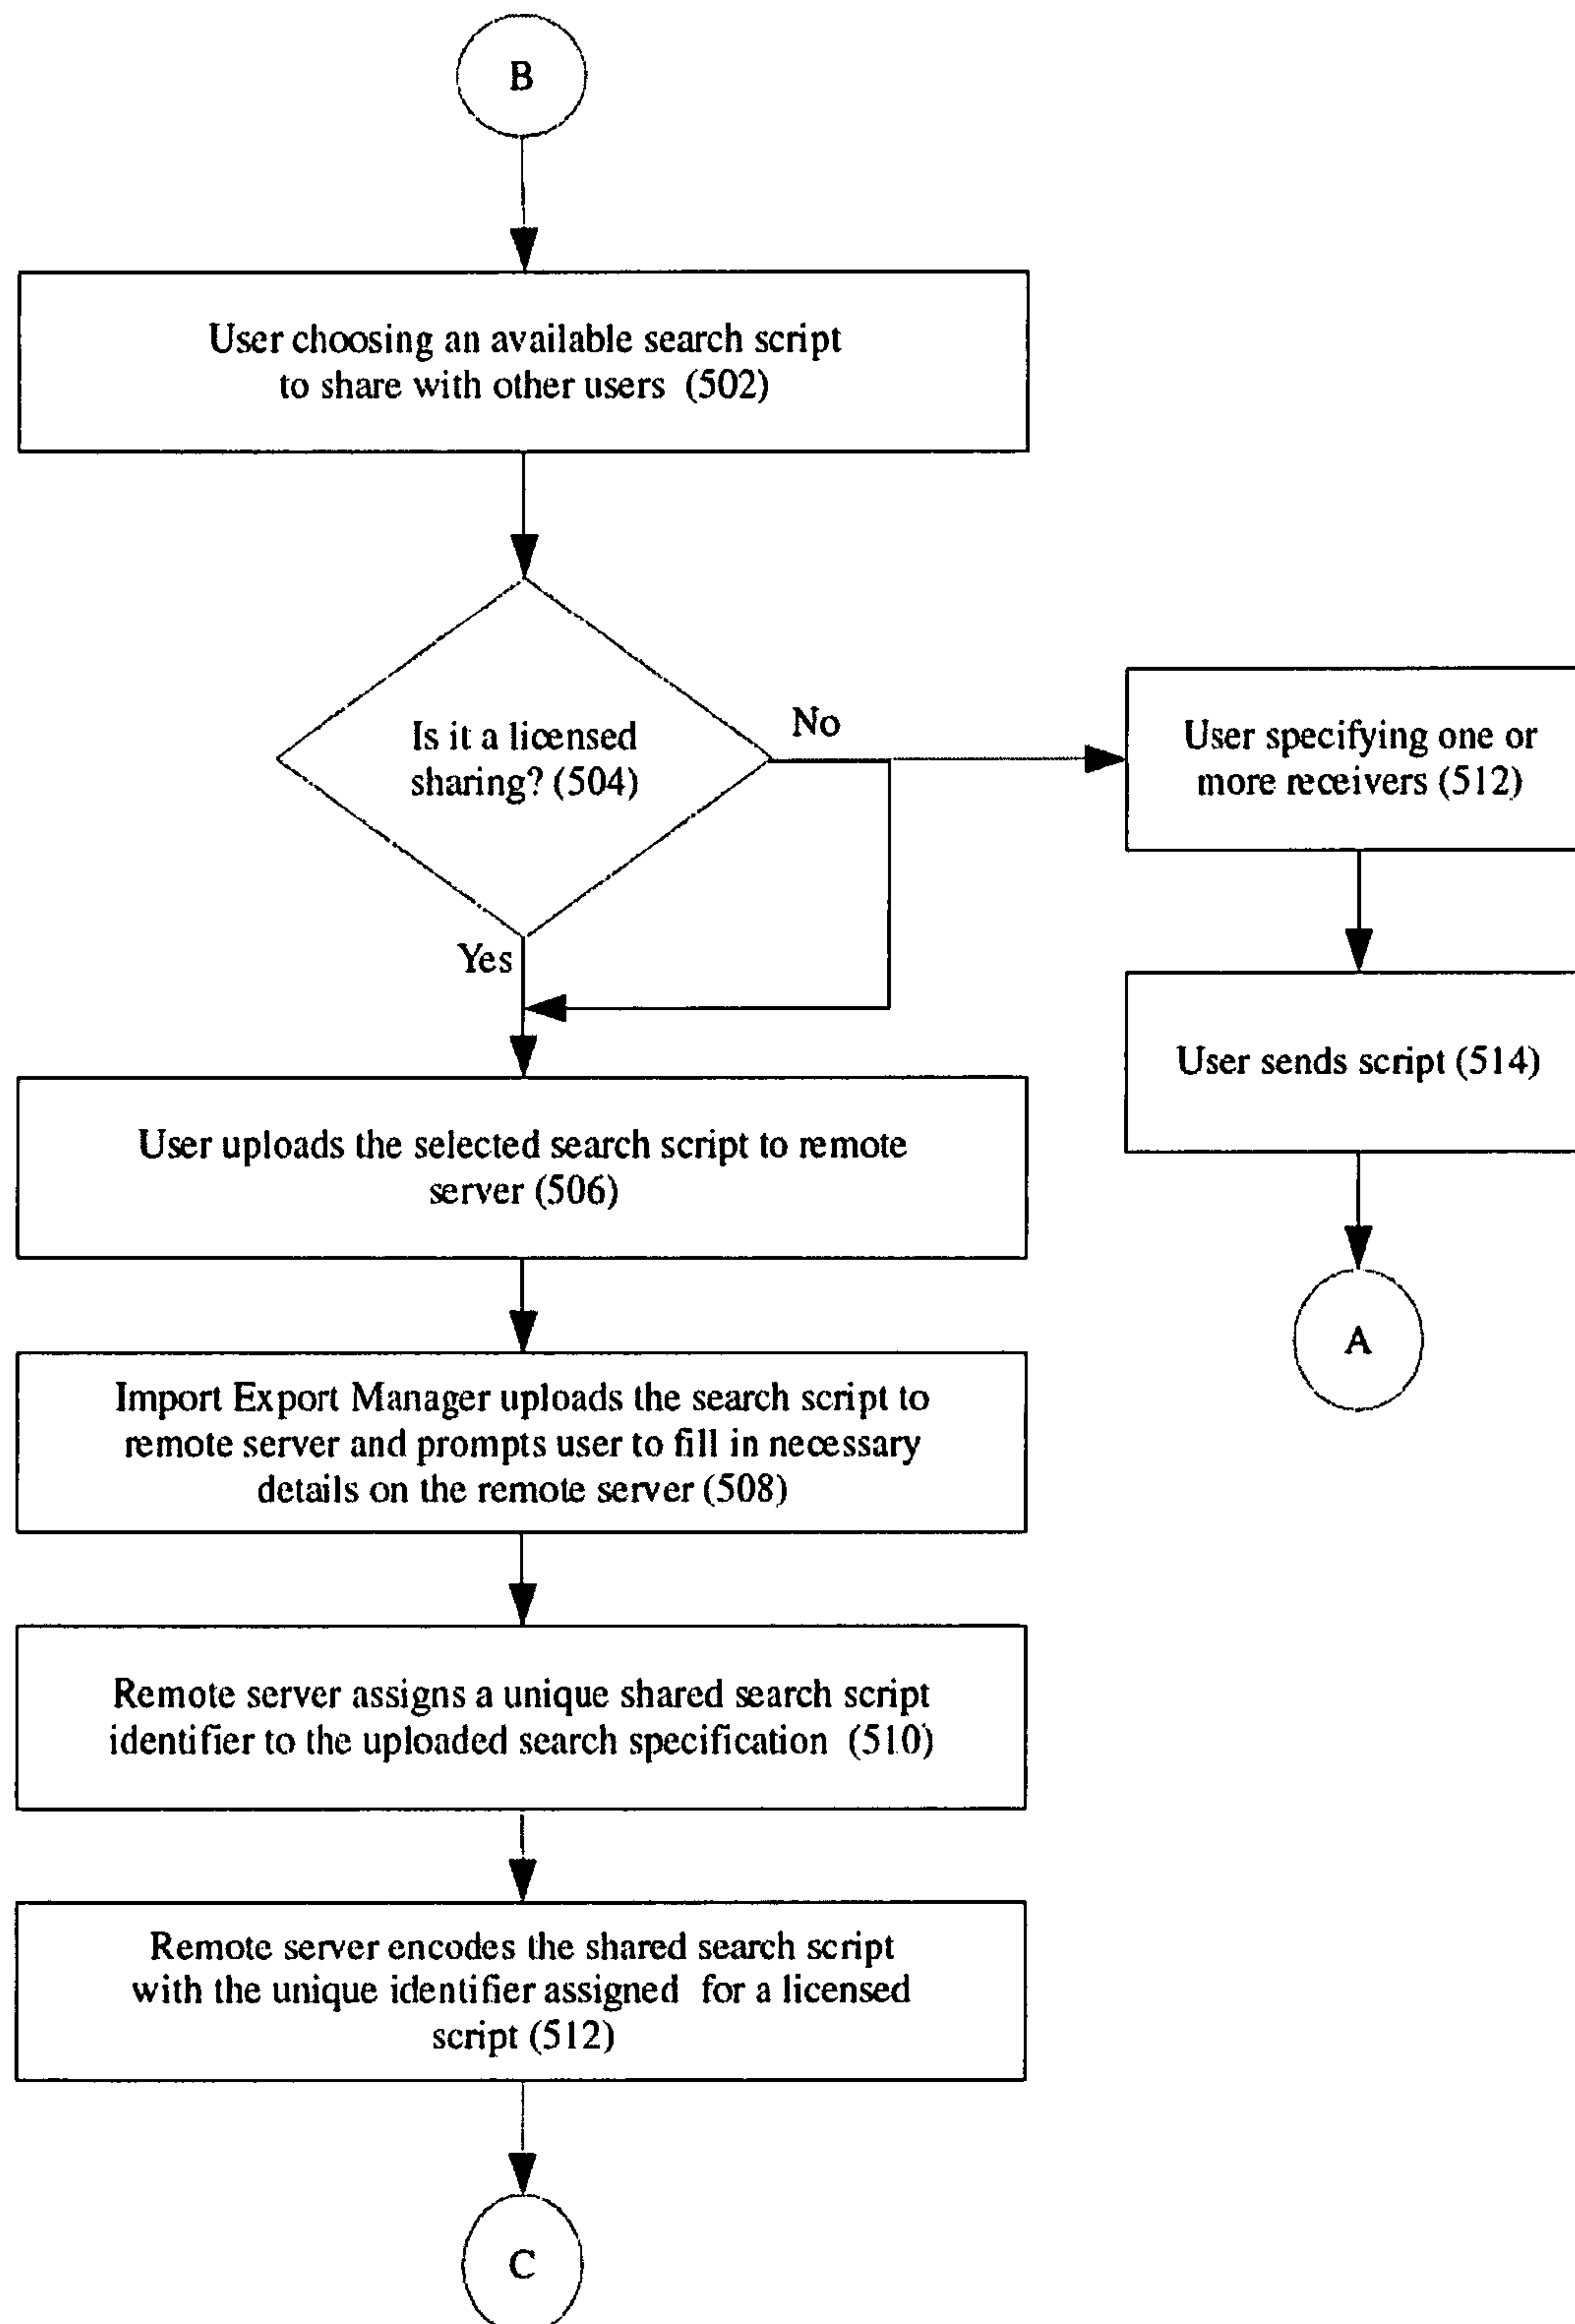 B
User choosing an available search script
to share with other users (502)
Is it a licensed
sharing? (504)
No
User specifying one or
more receivers (512)
Yes
User sends script (514)
User uploads the selected search script to remote
server (506)
A
Import Export Manager uploads the search script to
remote server and prompts user to fill in necessary
details on the remote server (508)
Remote server assigns a unique shared search script
identifier to the uploaded search specification (510)
Remote server encodes the shared search script
with the unique identifier assigned for a licensed
script (512)
C